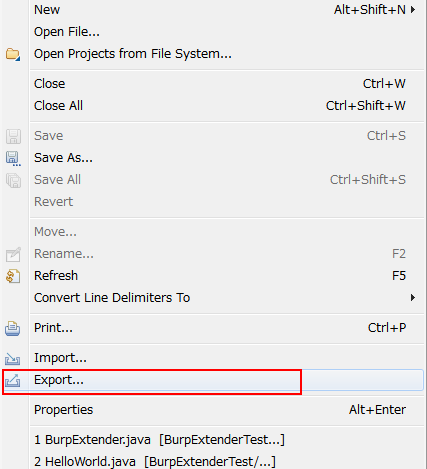 New Alt+Shift+N
Open File...
Open Projects from File System...
Close Ctrl+W
Close All Ctrl+Shift+W
Save Ctrl+S
Save As...
Save All Ctrl+Shift+S
Revert
Move...
Rename... F2
Refresh F5
Convert Line Delimiters To
Print... Ctrl+P
Import...
Export...
Properties Alt+Enter
1 BurpExtender.java [BurpExtenderTest...]
2 HelloWorld.java [BurpExtenderTest/...]